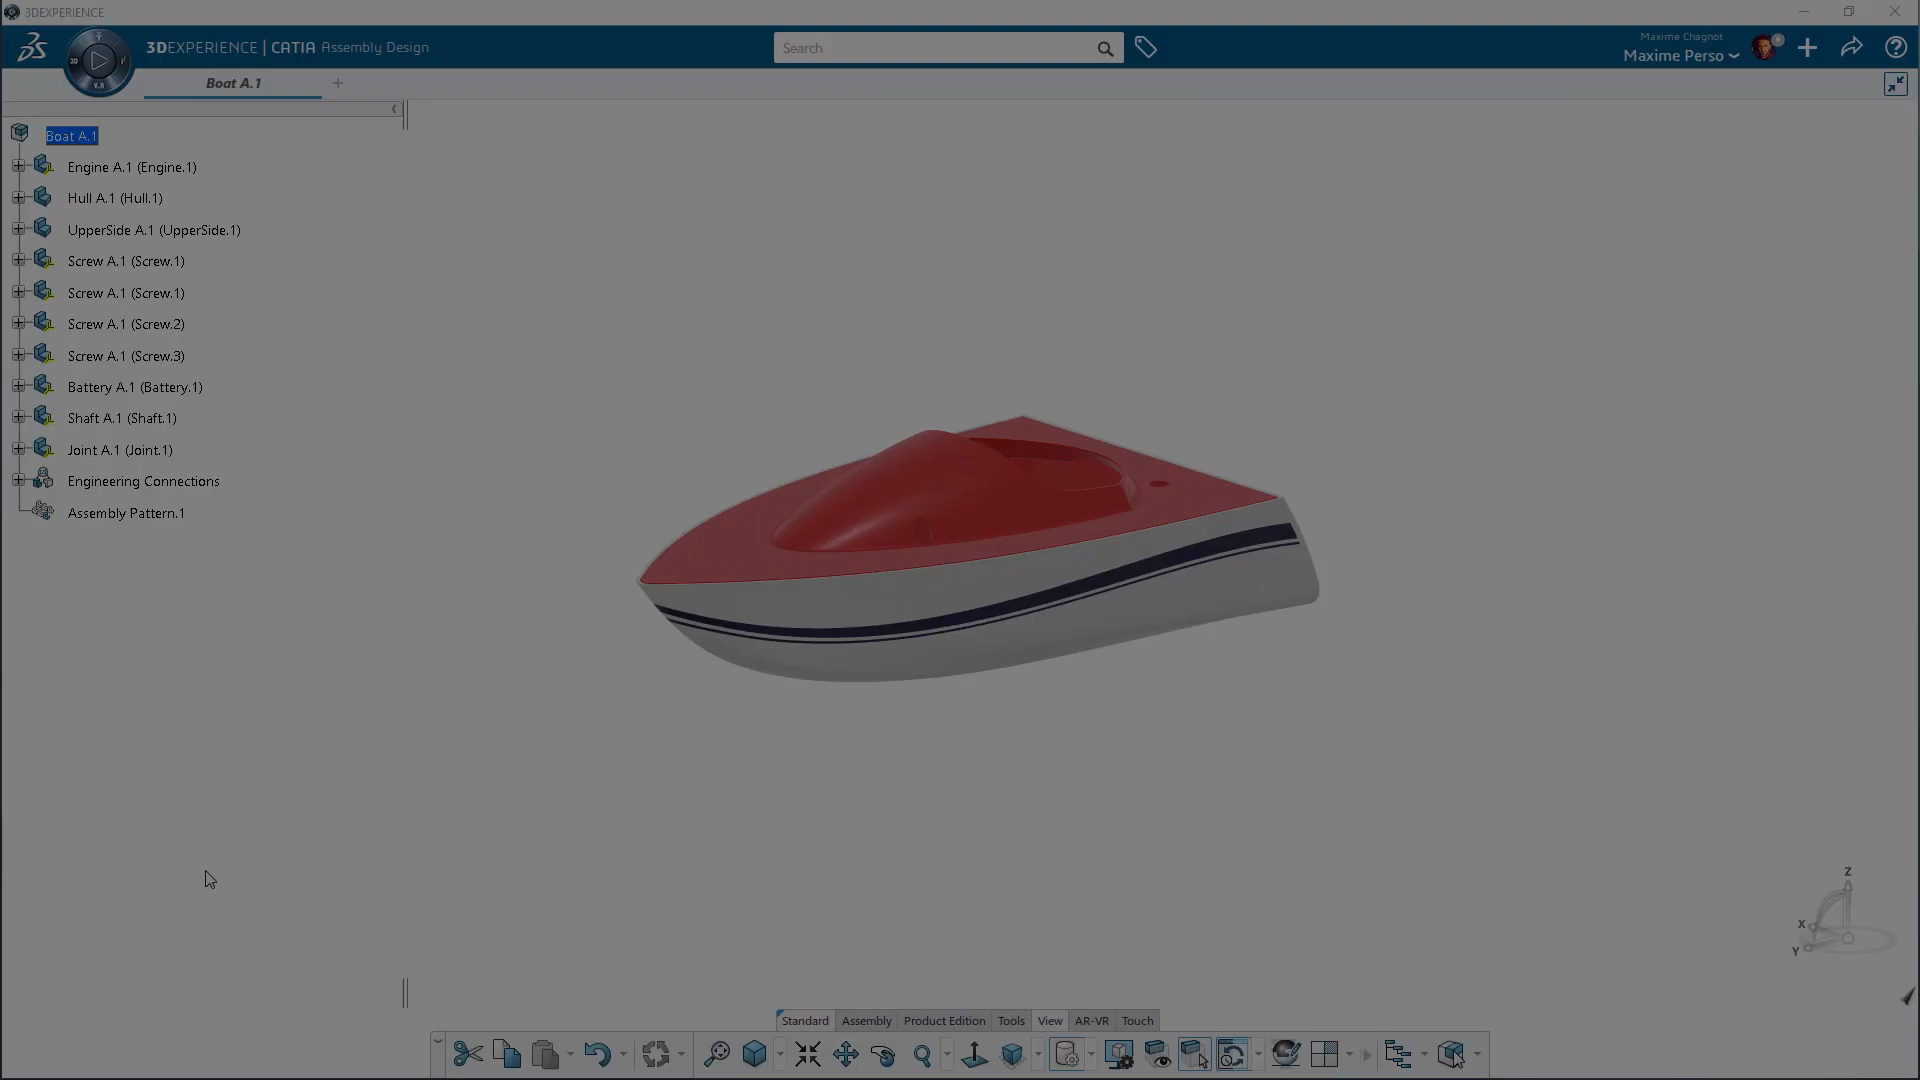 3DEXPERIENCE
3DEXPERIENCE | CATIA Assembly Design
Search
Maxime Chagnot
Maxime Perso
3D
V.R
Boat A.1
Boat A.1
Engine A.1 (Engine.1)
Hull A.1 (Hull.1)
UpperSide A.1 (UpperSide.1)
Screw A.1 (Screw.1)
Screw A.1 (Screw.1)
Screw A.1 (Screw.2)
Screw A.1 (Screw.3)
Battery A.1 (Battery.1)
Shaft A.1 (Shaft.1)
Joint A.1 (Joint.1)
Engineering Connections
Assembly Pattern.1
Z
X
Y
Standard Assembly Product Edition Tools View AR-VR Touch